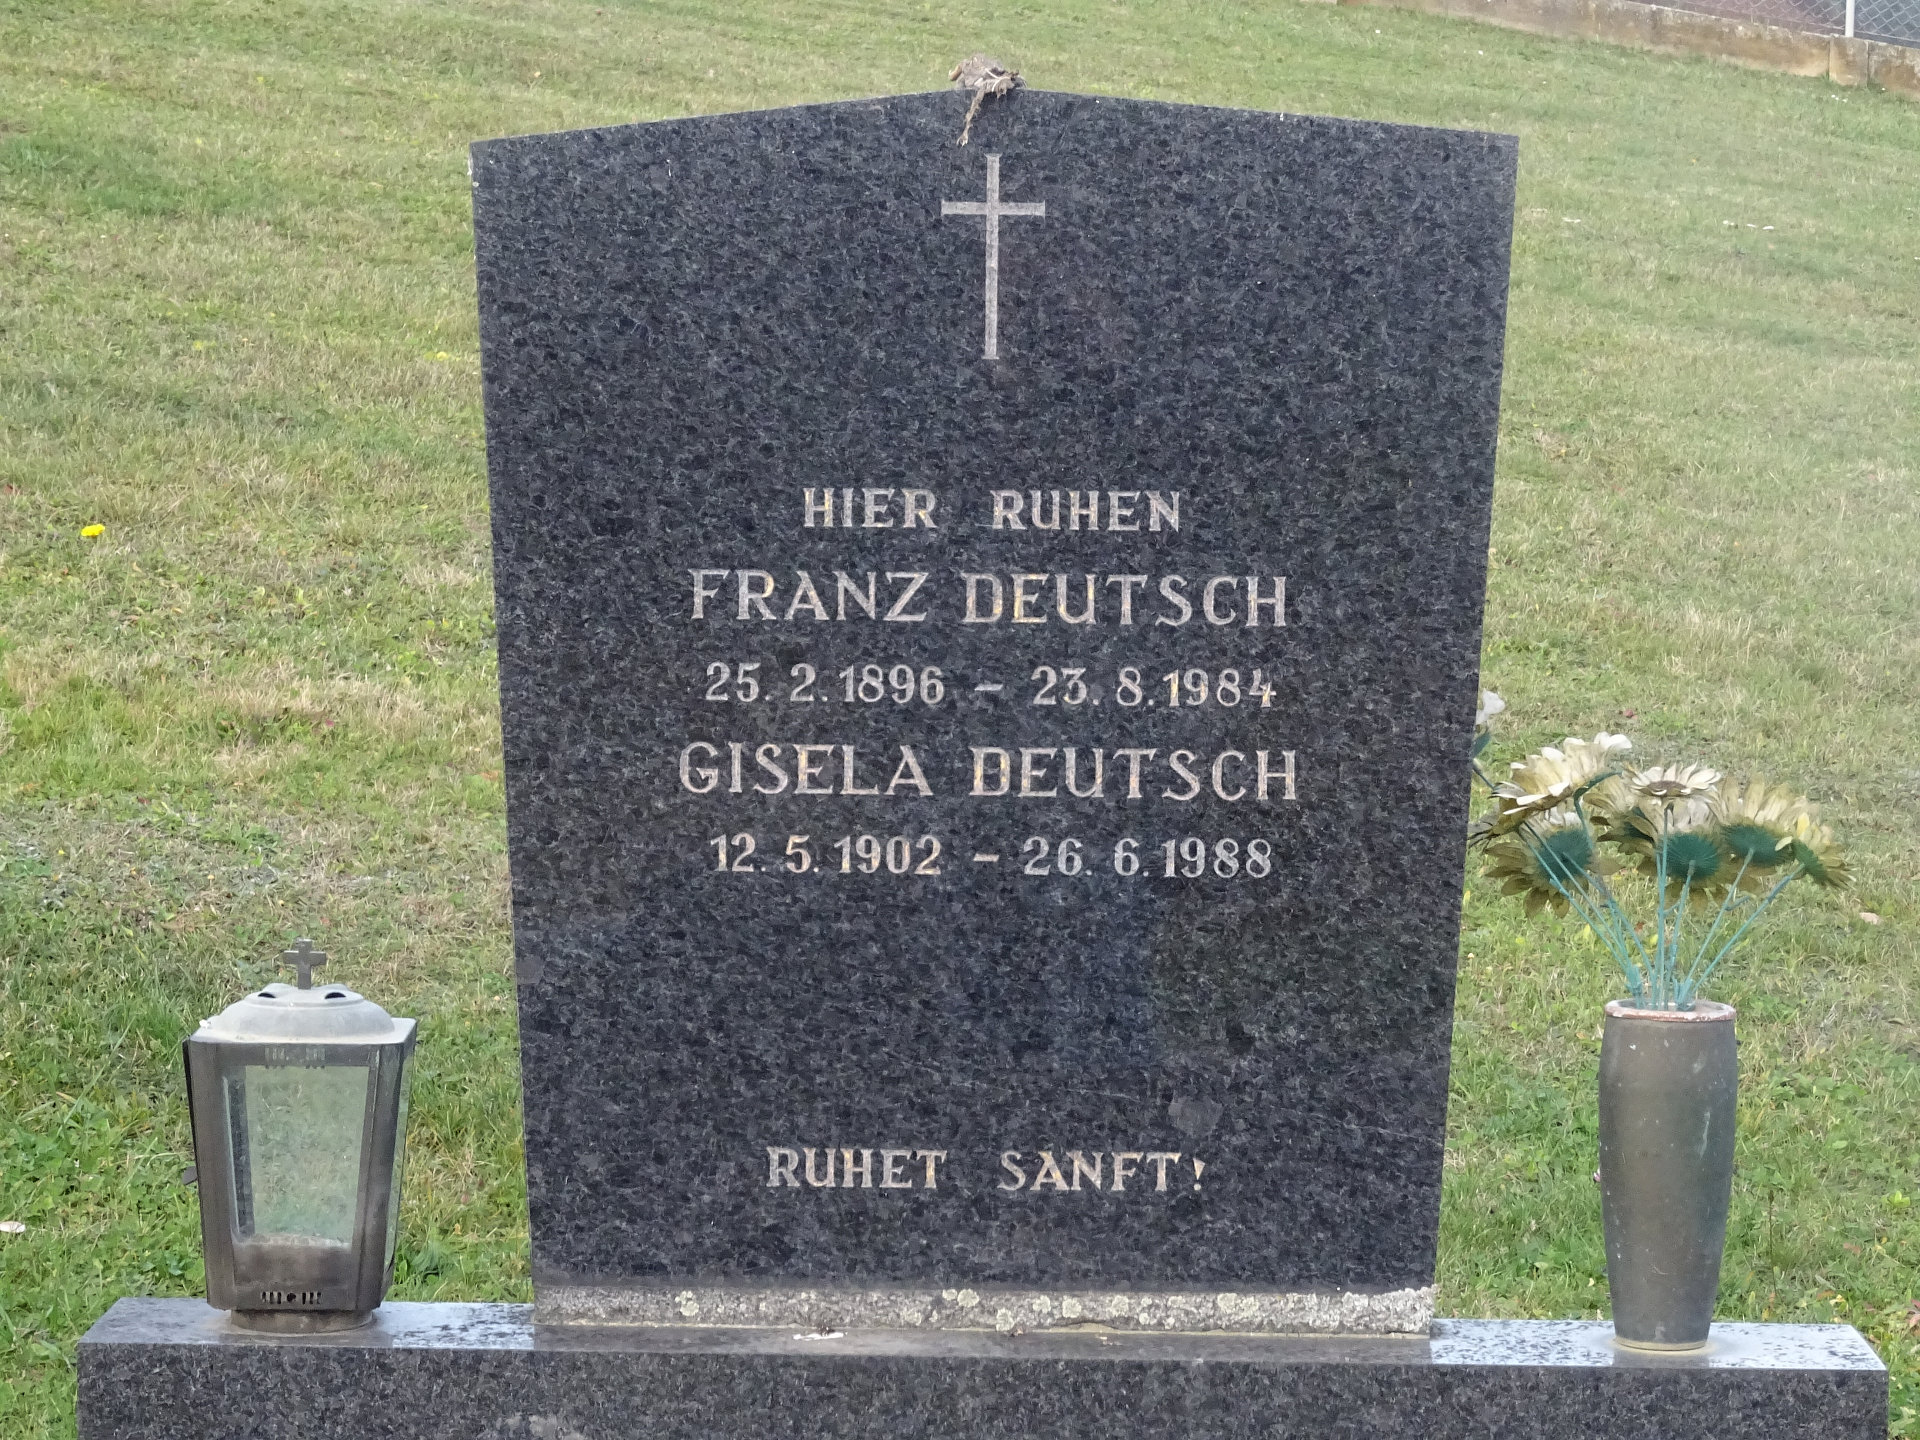 HIER RUHEN
FRANZ DEUTSCH
25. 2. 1896 – 23. 8. 1984
GISELA DEUTSCH
12. 5. 1902 – 26. 6. 1988
RUHET SANFT!